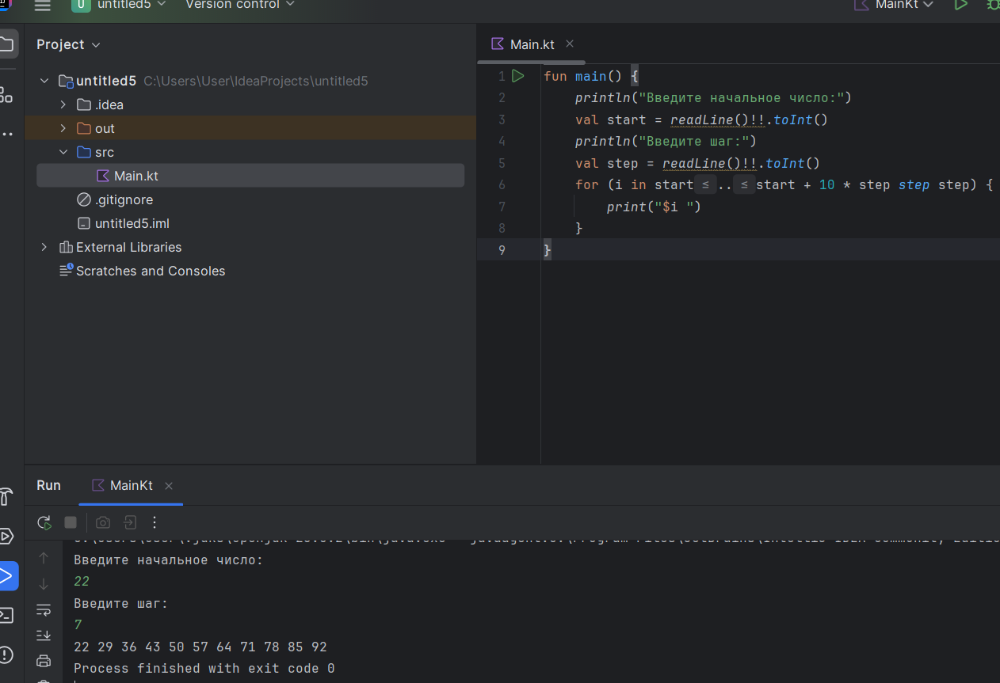 U untitled5 Version control MainKt
Project
untitled5 C:\Users\User\IdeaProjects\untitled5
.idea
out
src
Main.kt
.gitignore
untitled5.iml
External Libraries
Scratches and Consoles
Main.kt
1 fun main() {
2 println("Введите начальное число:")
3 val start = readLine()!!.toInt()
4 println("Введите шаг:")
5 val step = readLine()!!.toInt()
6 for (i in start ≤ .. ≤ start + 10 * step step step) {
7 print("$i ")
8 }
9 }
Run MainKt
Введите начальное число:
22
Введите шаг:
7
22 29 36 43 50 57 64 71 78 85 92
Process finished with exit code 0